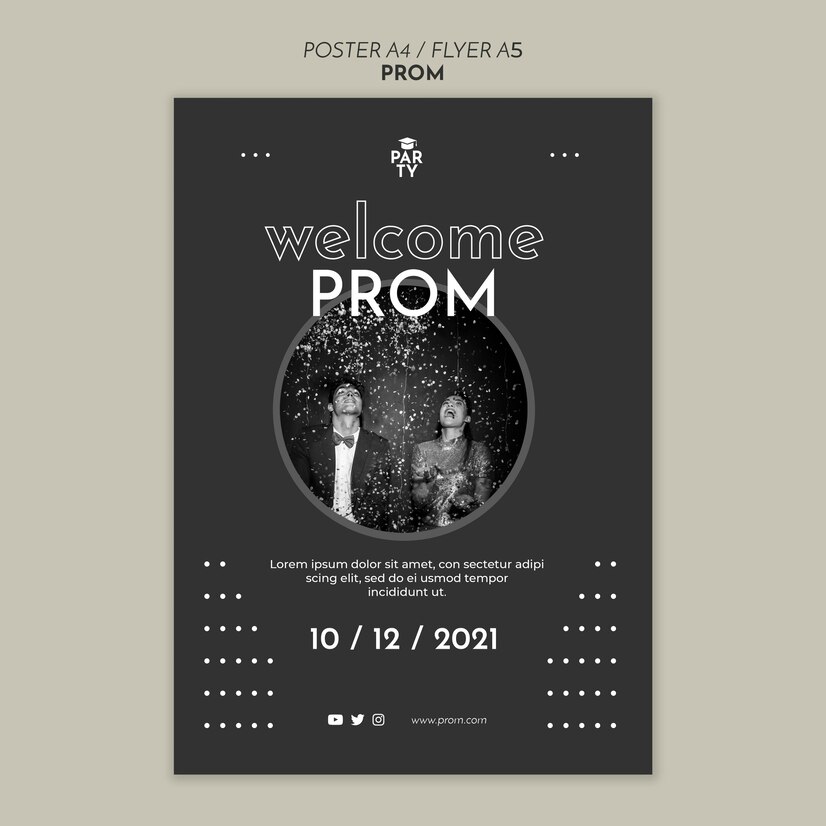 POSTER A4 / FLYER A5
PROM
PAR
TY
welcome
PROM
Lorem ipsum dolor sit amet, con sectetur adipi
scing elit, sed do ei usmod tempor
incididunt ut.
10 / 12 / 2021
www.prom.com